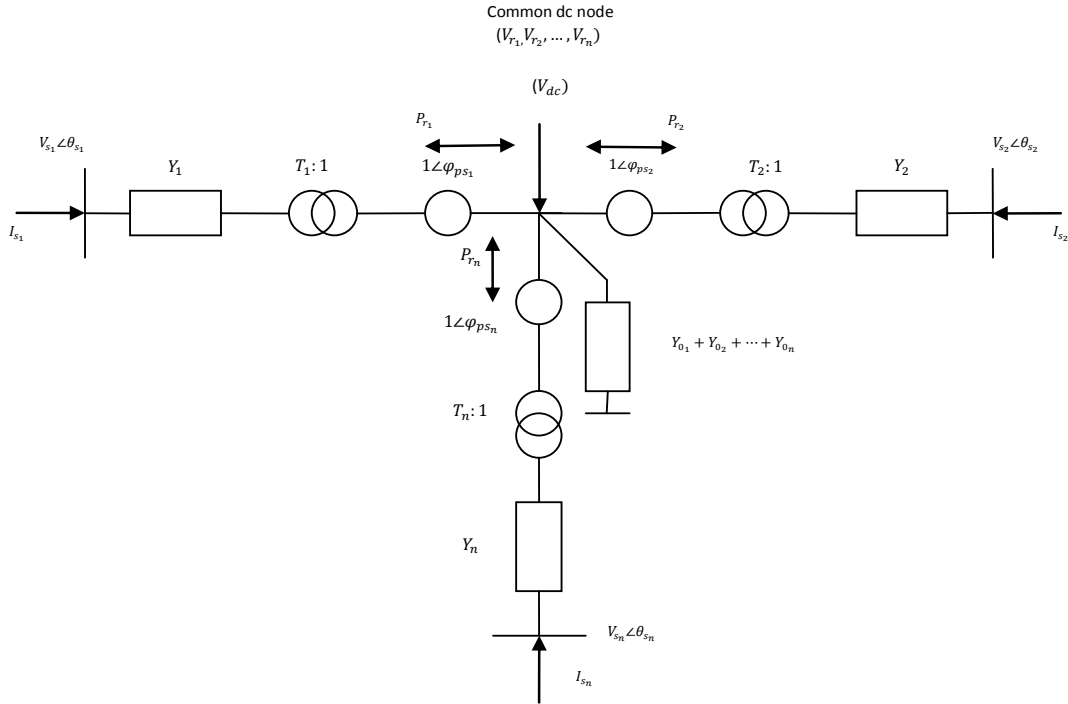 Common dc node
(V_{r_1,}V_{r_2}, … , V_{r_n})
(V_{dc})
P_{r_1}
P_{r_2}
V_{s_1}∠θ_{s_1}
Y_1
T_1: 1
1∠φ_{ps_1}
1∠φ_{ps_2}
T_2: 1
Y_2
V_{s_2}∠θ_{s_2}
I_{s_1}
I_{s_2}
P_{r_n}
1∠φ_{ps_n}
Y_{0_1} + Y_{0_2} + ⋯ + Y_{0_n}
T_n: 1
Y_n
V_{s_n}∠θ_{s_n}
I_{s_n}